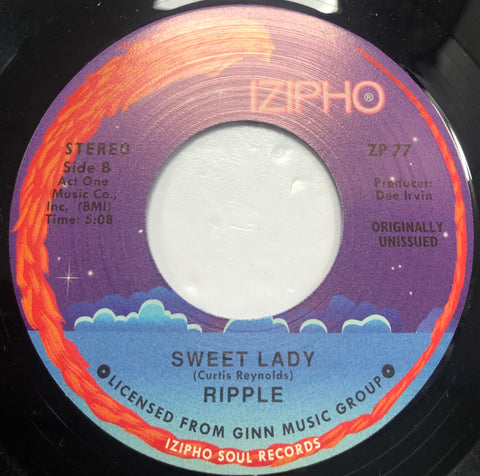 IZIPHO®
STEREO
Side B
Act One
Music Co.,
Inc. (BMI)
Time: 5:08
ZP 77
Producer:
Dee Irvin
ORIGINALLY
UNISSUED
SWEET LADY
(Curtis Reynolds)
RIPPLE
LICENSED FROM GINN MUSIC GROUP
IZIPHO SOUL RECORDS